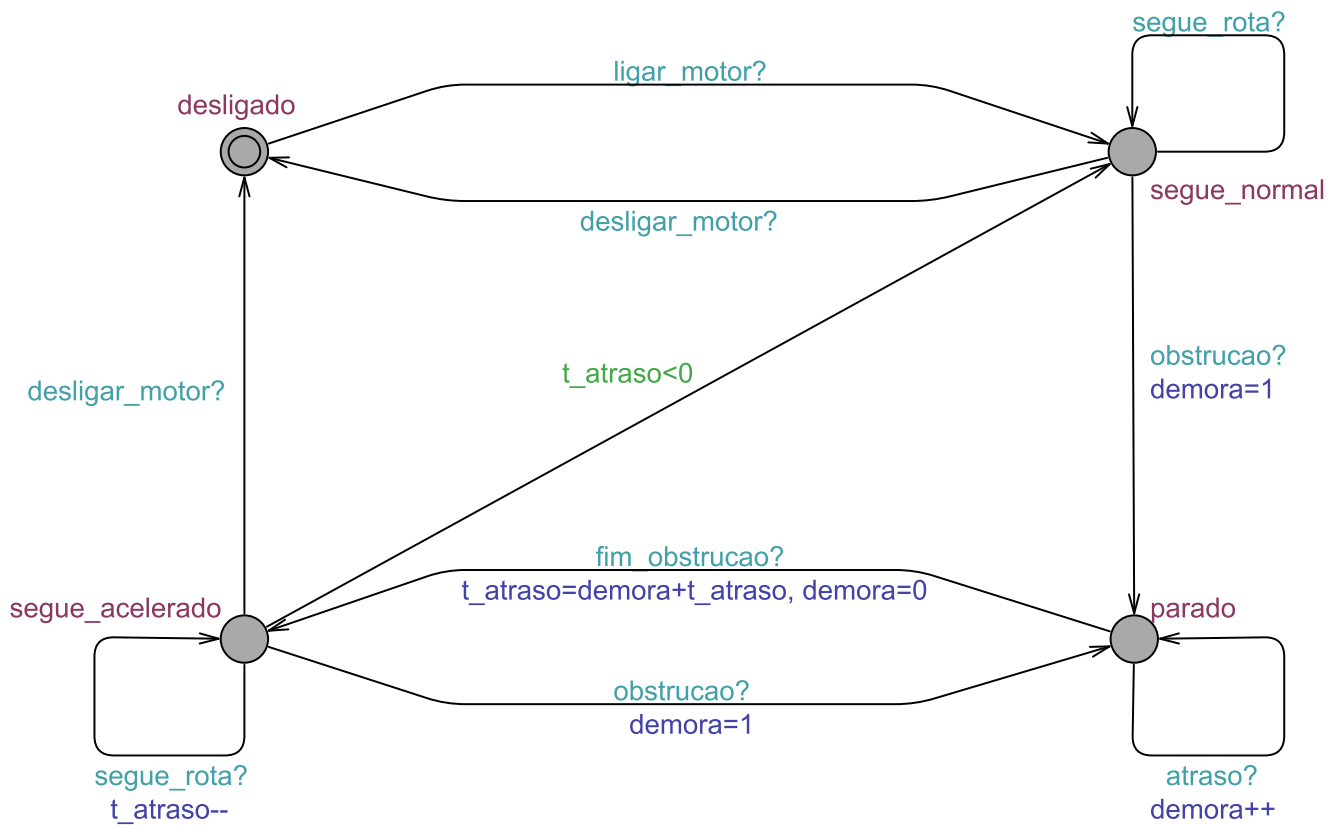 segue_rota?
ligar_motor?
desligado
segue_normal
desligar_motor?
obstrucao?
demora=1
t_atraso<0
desligar_motor?
fim_obstrucao?
t_atraso=demora+t_atraso, demora=0
segue_acelerado
parado
obstrucao?
demora=1
segue_rota?
t_atraso--
atraso?
demora++